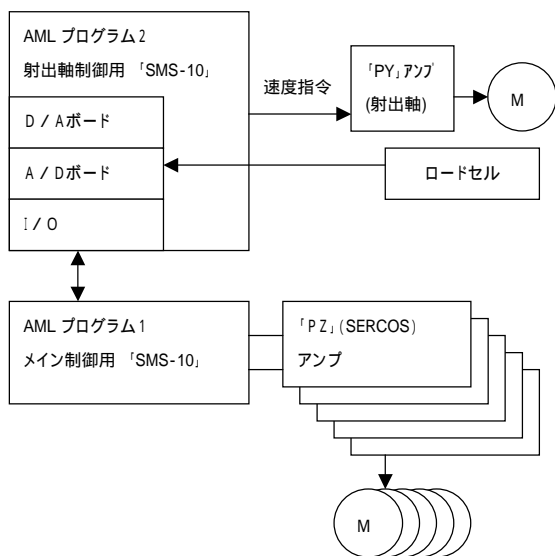 AML プログラム2
射出軸制御用 「SMS-10」
D/Aボード
A/Dボード
I/O
速度指令
「PY」アンプ
(射出軸)
M
ロードセル
AML プログラム1
メイン制御用 「SMS-10」
「PZ」(SERCOS)
アンプ
M